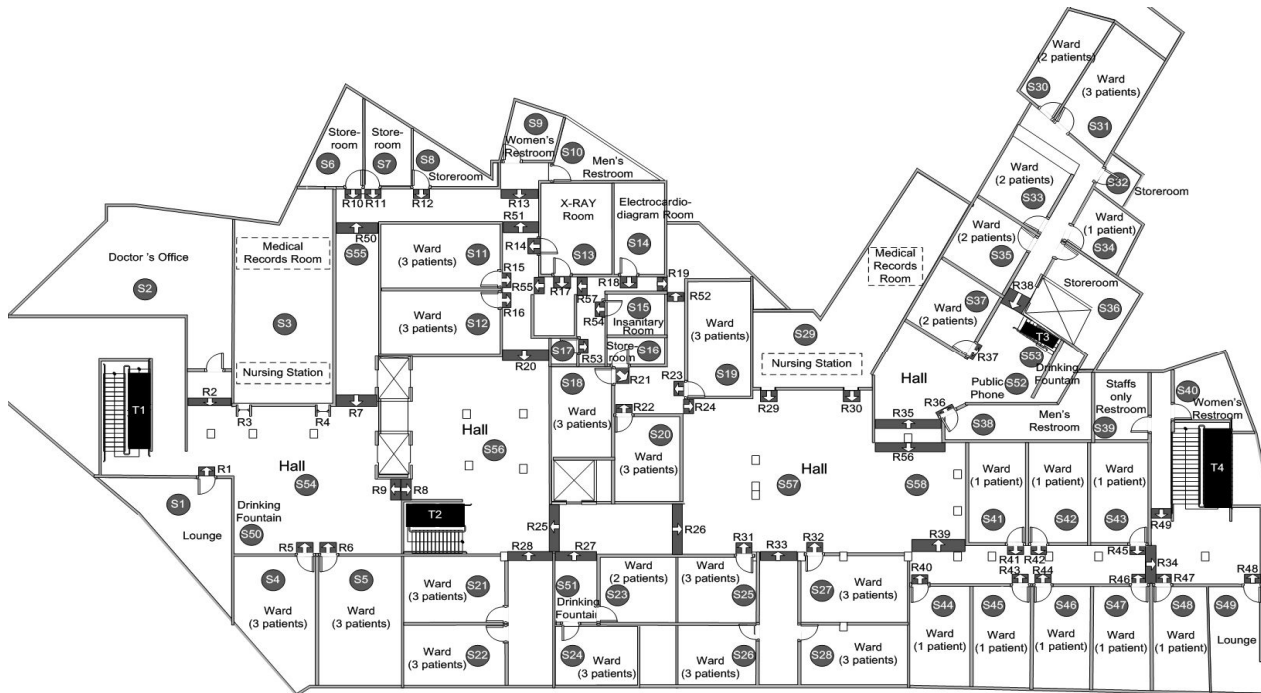 Ward
(2 patients)
S30
Ward
(3 patients)
S31
S9
Women's
Restroom
S10
Men's
Restroom
Store-
room
S6
Store-
room
S7
S8
Storeroom
Ward
(2 patients)
S33
S32
Storeroom
R10
R11
R12
R13
R51
R50
S55
X-RAY
Room
S13
Electrocardio-
diagram Room
S14
Ward
(1 patient)
S34
Ward
(2 patients)
S35
Doctor 's Office
S2
Medical
Records Room
S3
Nursing Station
Ward
(3 patients)
S11
R14
R15
R55
R16
R17
R57
R18
R19
R54
R52
Ward
(3 patients)
S12
S15
Insanitary
Room
Store-
room
S16
S17
R53
Ward
(3 patients)
S19
Medical
Records
Room
S29
Nursing Station
S37
Ward
(2 patients)
R38
Storeroom
S36
T3
S53
Drinking
Fountain
R37
S52
Public
Phone
Hall
T1
R2
R3
R4
R7
R20
S18
Ward
(3 patients)
R21
R22
R23
R24
R29
R30
R36
R35
R56
S38
Men's
Restroom
Staffs
only
Restroom
S39
S40
Women's
Restroom
Hall
S56
S20
Ward
(3 patients)
R1
S1
Lounge
Hall
S54
Drinking
Fountain
S50
R9
R8
T2
R25
R26
Hall
S57
S58
Ward
(1 patient)
S41
Ward
(1 patient)
S42
Ward
(1 patient)
S43
T4
R49
R5
R6
R28
R27
R31
R33
R32
R39
R41
R42
R45
R34
R40
R43
R44
R46
R47
R48
S4
Ward
(3 patients)
S5
Ward
(3 patients)
S21
Ward
(3 patients)
S51
Drinking
Fountain
Ward
(2 patients)
S23
Ward
(3 patients)
S25
S27
Ward
(3 patients)
S22
Ward
(3 patients)
S24
Ward
(3 patients)
Ward
(3 patients)
S26
S28
Ward
(3 patients)
S44
Ward
(1 patient)
S45
Ward
(1 patient)
S46
Ward
(1 patient)
S47
Ward
(1 patient)
S48
Ward
(1 patient)
S49
Lounge